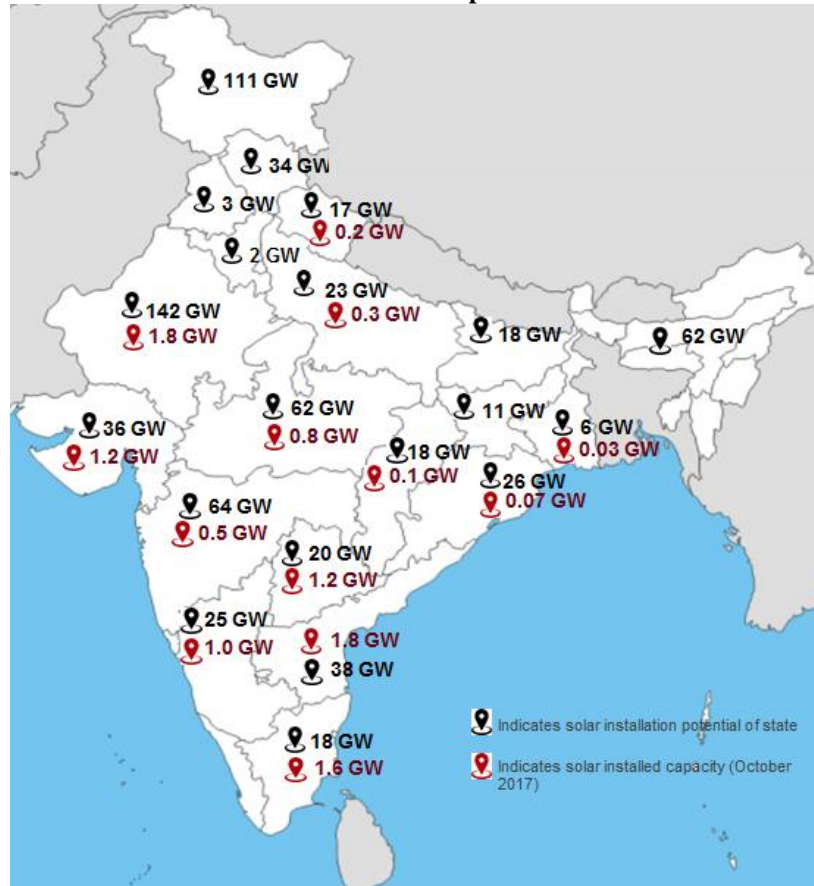 111 GW
34 GW
3 GW
17 GW
0.2 GW
2 GW
23 GW
0.3 GW
142 GW
1.8 GW
18 GW
62 GW
36 GW
1.2 GW
62 GW
0.8 GW
11 GW
6 GW
0.03 GW
18 GW
0.1 GW
26 GW
0.07 GW
64 GW
0.5 GW
20 GW
1.2 GW
25 GW
1.0 GW
1.8 GW
38 GW
18 GW
1.6 GW
Indicates solar installation potential of state
Indicates solar installed capacity (October
2017)